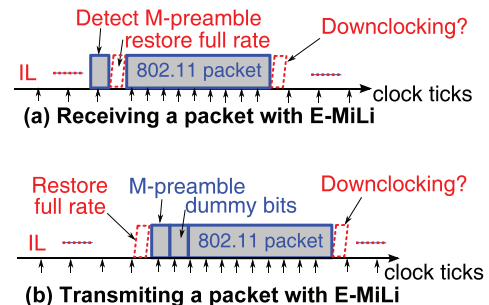 Detect M-preamble
restore full rate
Downclocking?
IL
802.11 packet
clock ticks
(a) Receiving a packet with E-MiLi
Restore
full rate
M-preamble
dummy bits
Downclocking?
IL
802.11 packet
clock ticks
(b) Transmiting a packet with E-MiLi